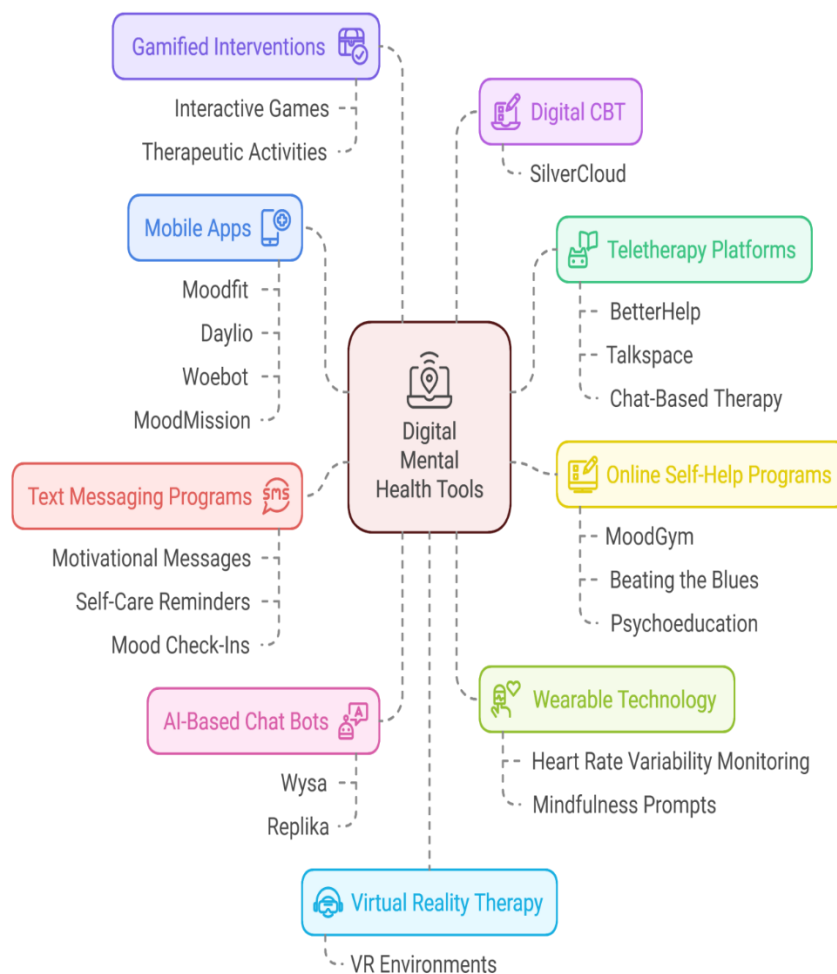 Gamified Interventions
Interactive Games
Therapeutic Activities
Mobile Apps
Moodfit
Daylio
Woebot
MoodMission
Text Messaging Programs
SMS
Motivational Messages
Self-Care Reminders
Mood Check-Ins
AI-Based Chat Bots
A
Wysa
Replika
Digital
Mental
Health Tools
Digital CBT
SilverCloud
Teletherapy Platforms
BetterHelp
Talkspace
Chat-Based Therapy
Online Self-Help Programs
MoodGym
Beating the Blues
Psychoeducation
Wearable Technology
Heart Rate Variability Monitoring
Mindfulness Prompts
Virtual Reality Therapy
VR Environments